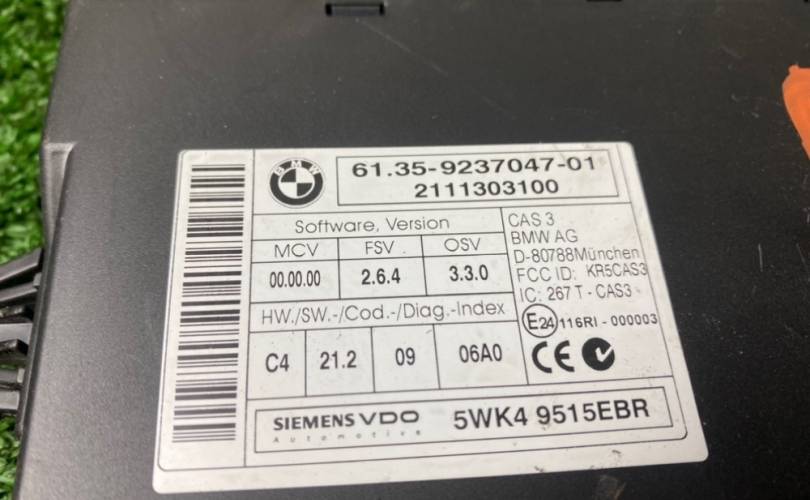 BMW
61.35-9237047-01
2111303100
Software, Version
MCV FSV OSV
00.00.00 2.6.4 3.3.0
HW./SW.-/Cod.-/Diag.-Index
C4 21.2 09 06A0
CAS 3
BMW AG
D-80788München
FCC ID: KR5CAS3
IC: 267 T - CAS3
E24 116RI - 000003
CE
SIEMENS VDO
Automotive
5WK4 9515EBR